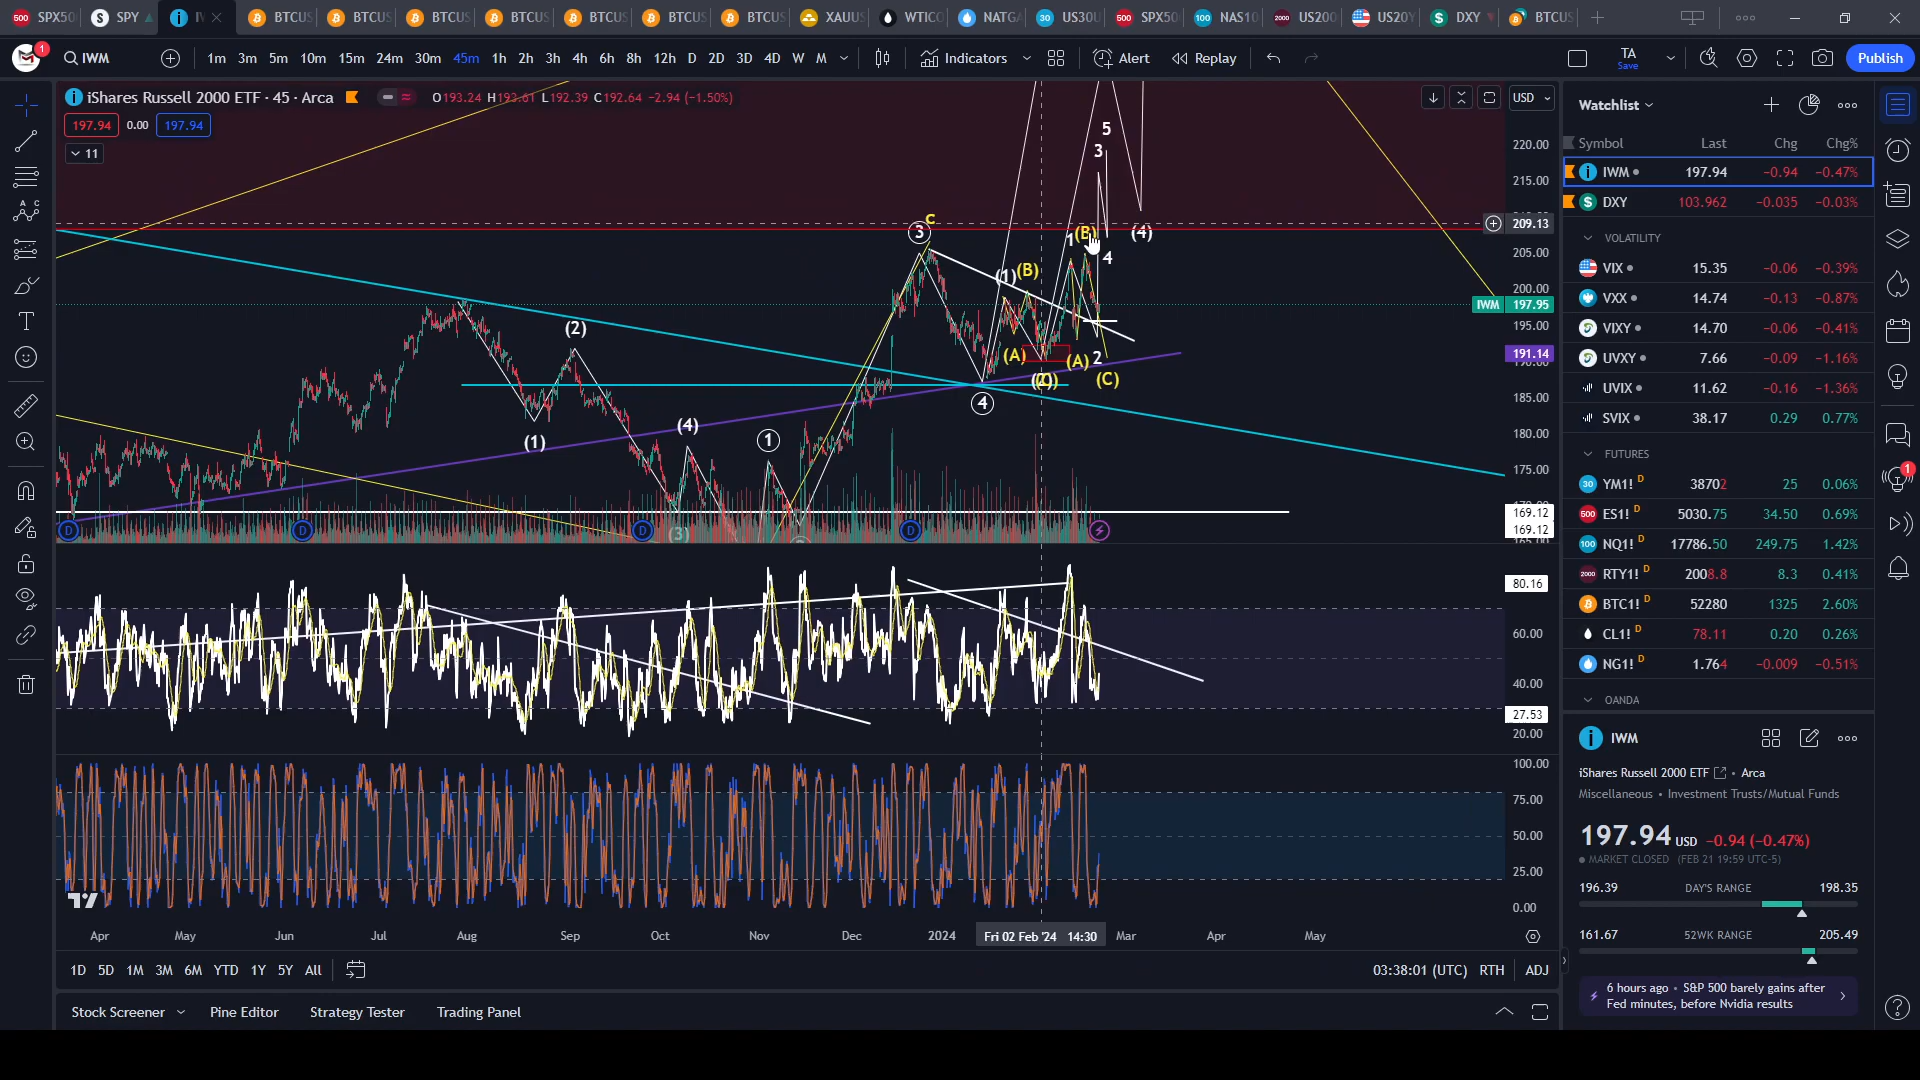 SPX50 SPY IW BTCUS BTCUS BTCUS BTCUS BTCUS BTCUS BTCUS XAUUS WTICO NATGA US30U SPX50 NAS10 US200 US20Y DXY BTCUS
1 IWM 1m 3m 5m 10m 15m 24m 30m 45m 1h 2h 3h 4h 6h 8h 12h D 2D 3D 4D W M Indicators Alert Replay TA Save Publish
iShares Russell 2000 ETF · 45 · Arca O193.24 H193.61 L192.39 C192.64 -2.94 (-1.50%) USD
197.94 0.00 197.94
11
220.00
215.00
209.13
205.00
200.00
IWM 197.95
195.00
191.14
185.00
180.00
175.00
169.12
169.12
5
3
C
3
1 (B)
(4)
4
(1) (B)
(2)
(A) (A) 2
(C)
4
(4)
1
(1)
(3)
D D D D
80.16
60.00
40.00
27.53
20.00
100.00
75.00
50.00
25.00
0.00
Apr May Jun Jul Aug Sep Oct Nov Dec 2024 Fri 02 Feb '24 14:30 Mar Apr May
1D 5D 1M 3M 6M YTD 1Y 5Y All 03:38:01 (UTC) RTH ADJ
Stock Screener Pine Editor Strategy Tester Trading Panel
Watchlist
Symbol Last Chg Chg%
IWM 197.94 −0.94 −0.47%
DXY 103.962 −0.035 −0.03%
VOLATILITY
VIX 15.35 −0.06 −0.39%
VXX 14.74 −0.13 −0.87%
VIXY 14.70 −0.06 −0.41%
UVXY 7.66 −0.09 −1.16%
UVIX 11.62 −0.16 −1.36%
SVIX 38.17 0.29 0.77%
FUTURES
YM1! D 38702 25 0.06%
ES1! D 5030.75 34.50 0.69%
NQ1! D 17786.50 249.75 1.42%
RTY1! D 2008.8 8.3 0.41%
BTC1! D 52280 1325 2.60%
CL1! D 78.11 0.20 0.26%
NG1! D 1.764 −0.009 −0.51%
OANDA
IWM
iShares Russell 2000 ETF • Arca
Miscellaneous • Investment Trusts/Mutual Funds
197.94 USD −0.94 (−0.47%)
MARKET CLOSED (FEB 21 19:59 UTC-5)
196.39 DAY'S RANGE 198.35
161.67 52WK RANGE 205.49
6 hours ago • S&P 500 barely gains after
Fed minutes, before Nvidia results
1